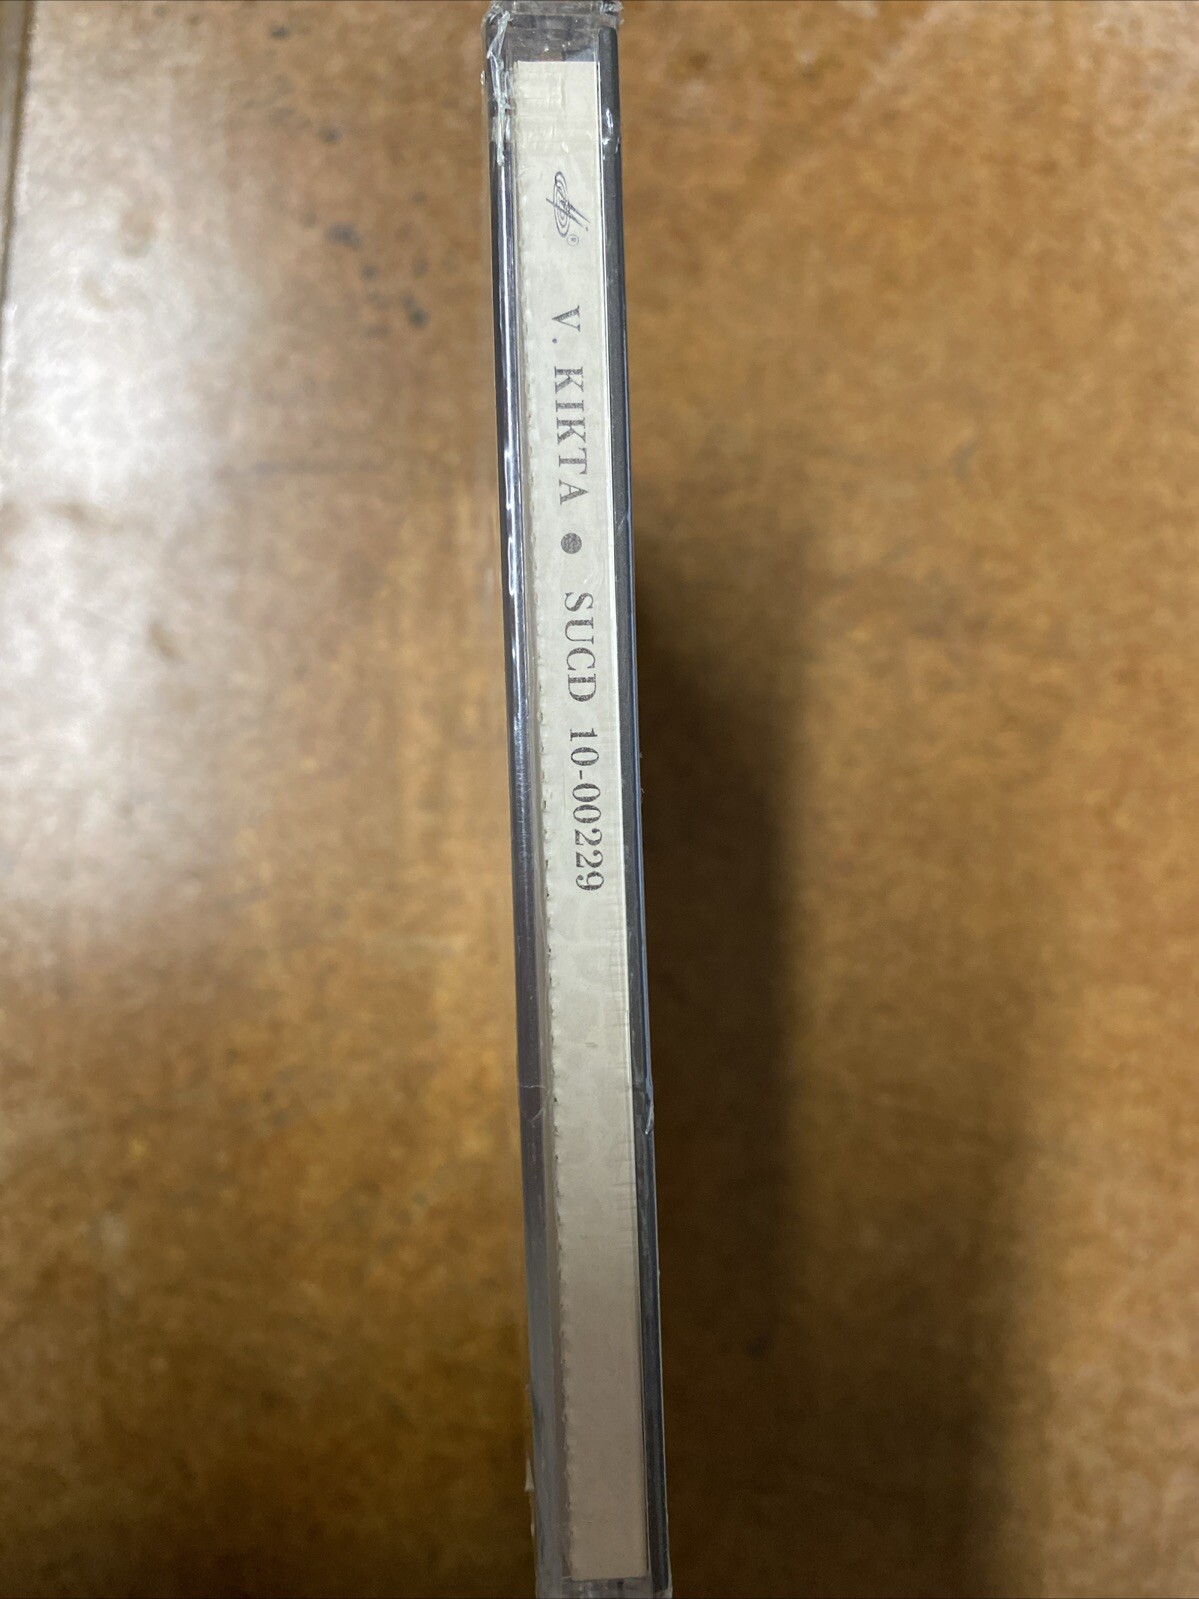 V. KIKTA ● SUCD 10-00229